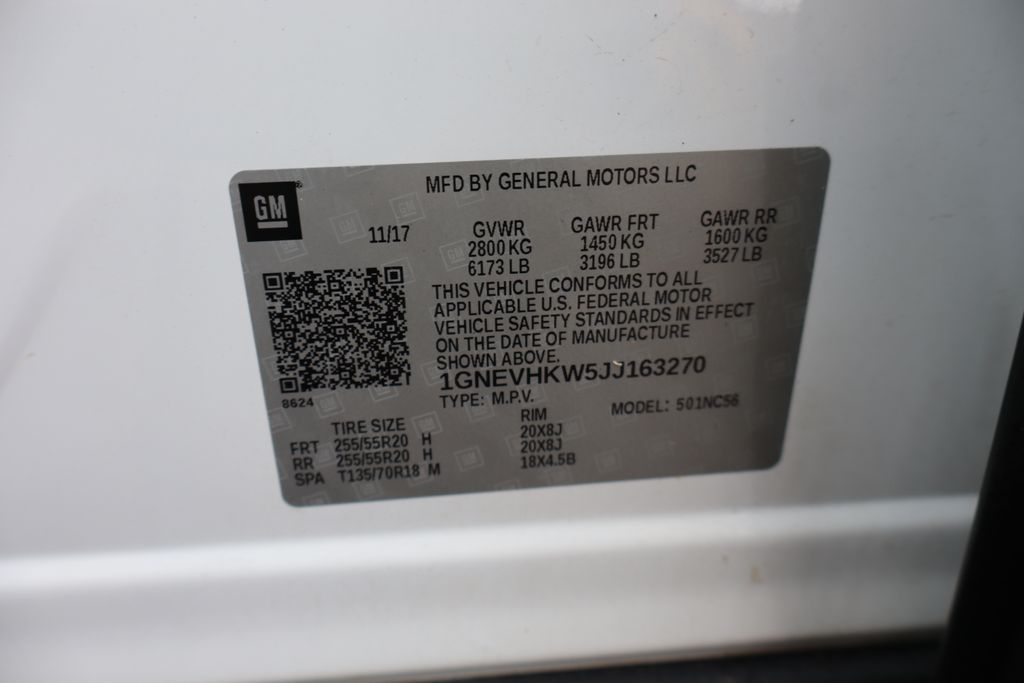 MFD BY GENERAL MOTORS LLC
GM
11/17 GVWR GAWR FRT GAWR RR
2800 KG 1450 KG 1600 KG
6173 LB 3196 LB 3527 LB
THIS VEHICLE CONFORMS TO ALL
APPLICABLE U.S. FEDERAL MOTOR
VEHICLE SAFETY STANDARDS IN EFFECT
ON THE DATE OF MANUFACTURE
SHOWN ABOVE.
1GNEVHKW5JJ163270
8624
TYPE: M.P.V. MODEL: 501NC56
TIRE SIZE RIM
FRT 255/55R20 H 20X8J
RR 255/55R20 H 20X8J
SPA T135/70R18 M 18X4.5B